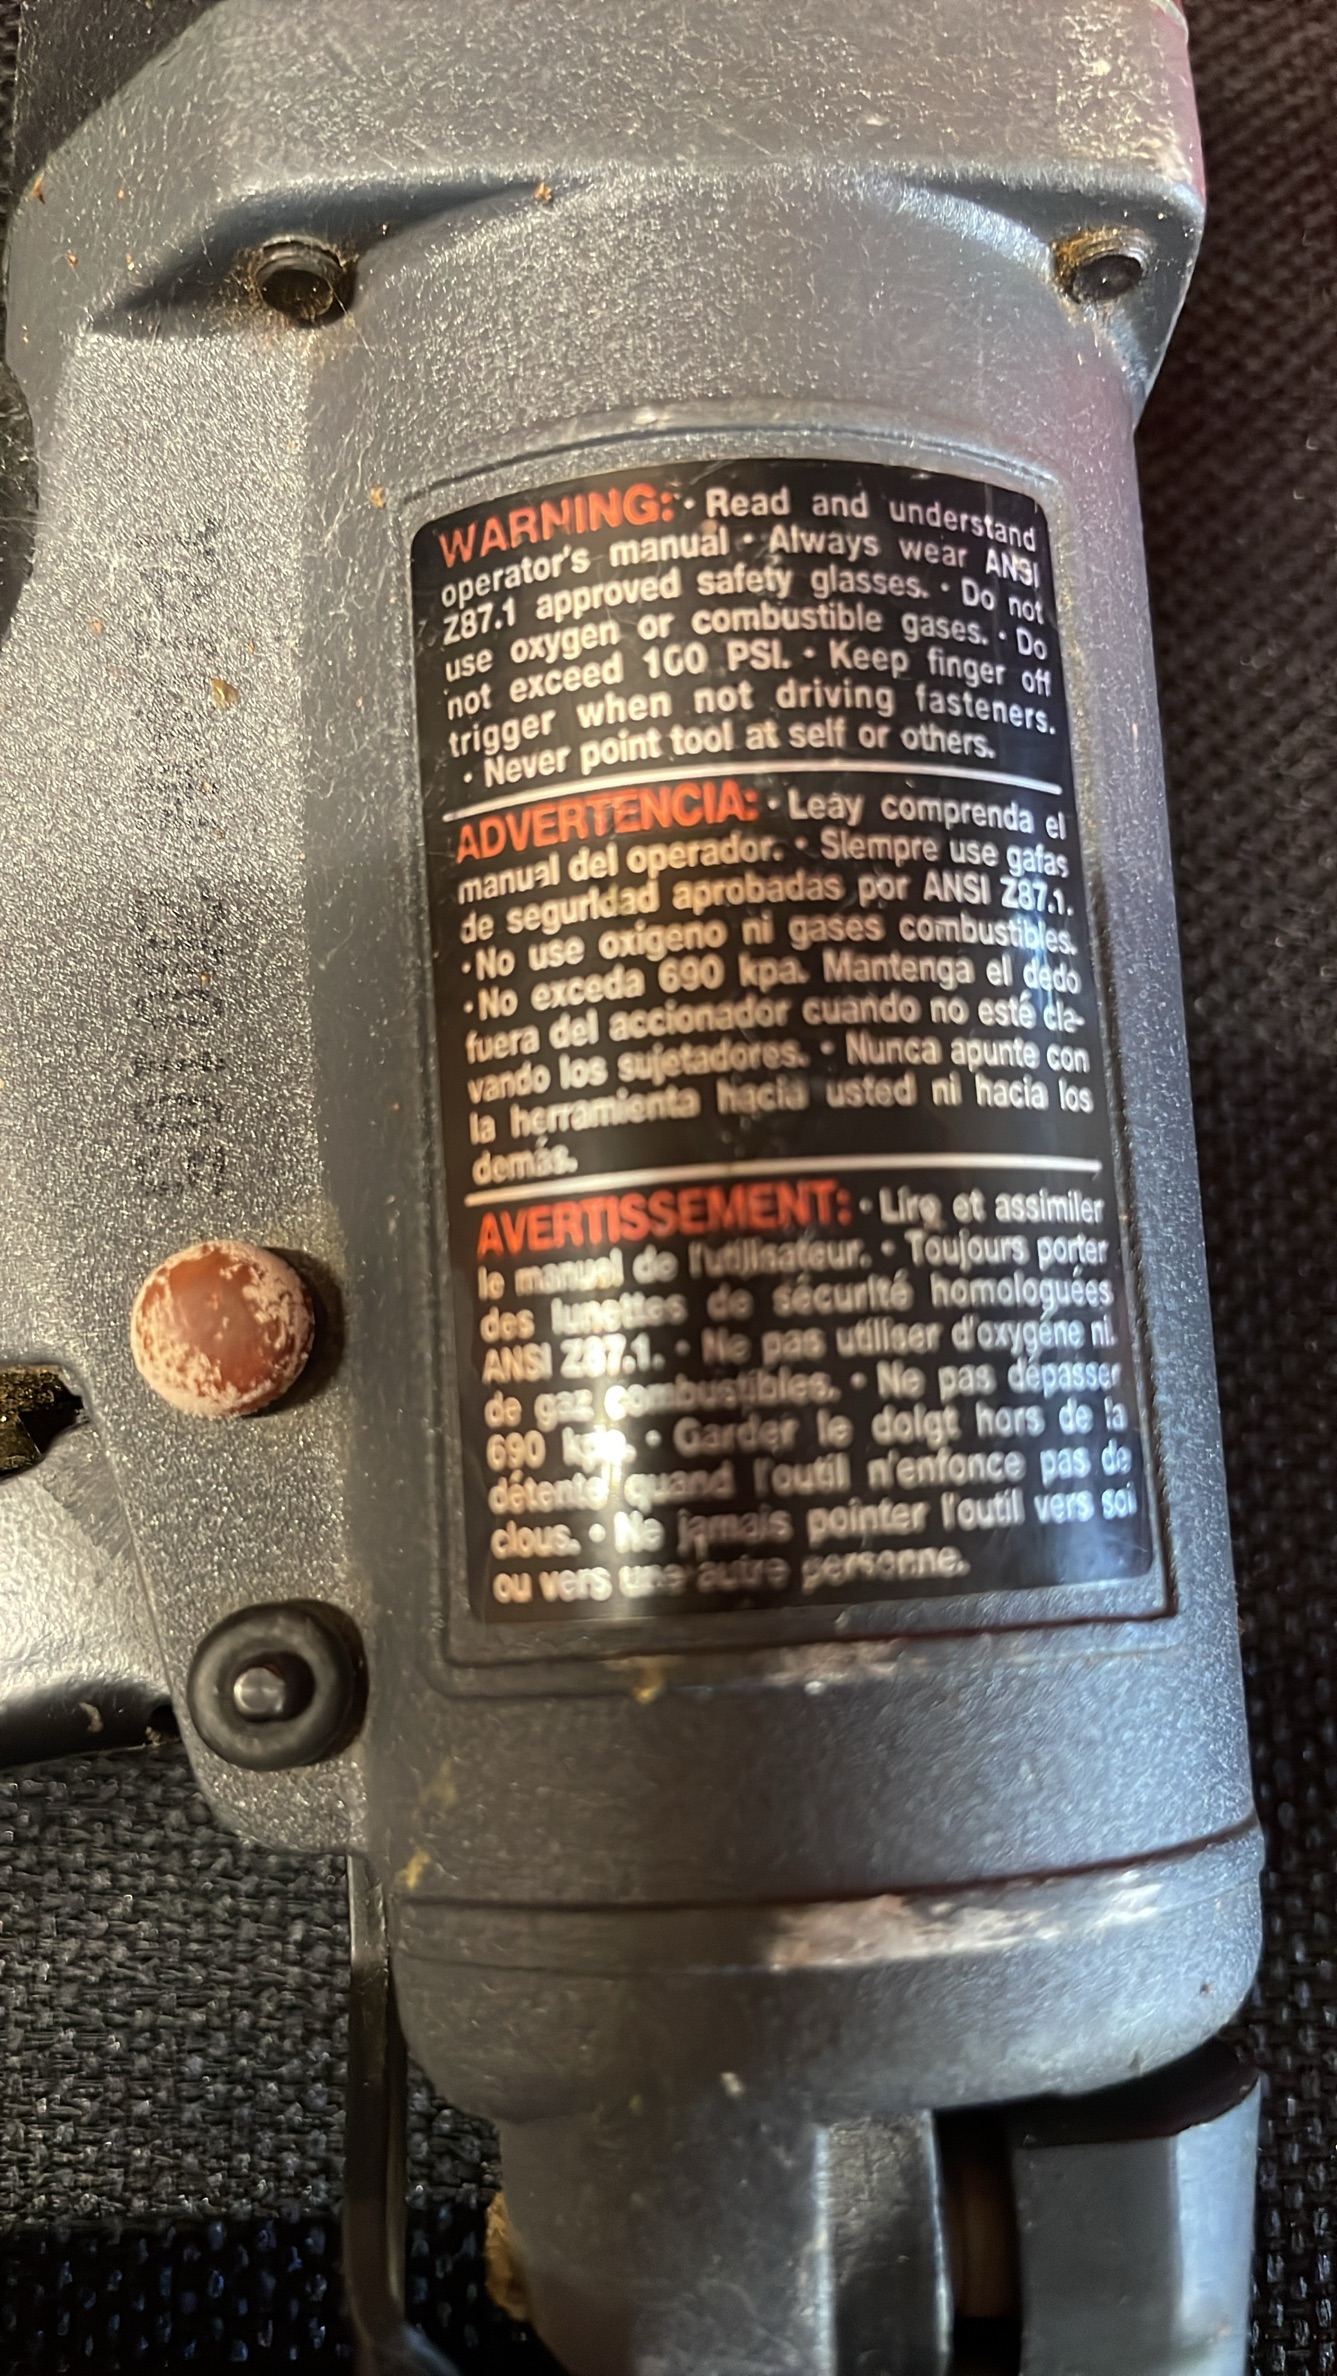 WARNING: • Read and understand
operator's manual • Always wear ANSI
Z87.1 approved safety glasses. • Do not
use oxygen or combustible gases. • Do
not exceed 100 PSI. • Keep finger off
trigger when not driving fasteners.
• Never point tool at self or others.
ADVERTENCIA: • Leay comprenda el
manual del operador. • Siempre use gafas
de seguridad aprobadas por ANSI Z87.1.
• No use oxigeno ni gases combustibles.
• No exceda 690 kpa. Mantenga el dedo
fuera del accionador cuando no esté cla-
vando los sujetadores. • Nunca apunte con
la herramienta hacia usted ni hacia los
demás.
AVERTISSEMENT: • Lire et assimiler
le manuel de l'utilisateur. • Toujours porter
des lunettes de sécurité homologuées
ANSI Z87.1. • Ne pas utiliser d'oxygéne ni
de gaz combustibles. • Ne pas dépasser
690 kpa. • Garder le doigt hors de la
détente quand l'outil n'enfonce pas de
clous. • Ne jamais pointer l'outil vers soi
ou vers une autre personne.